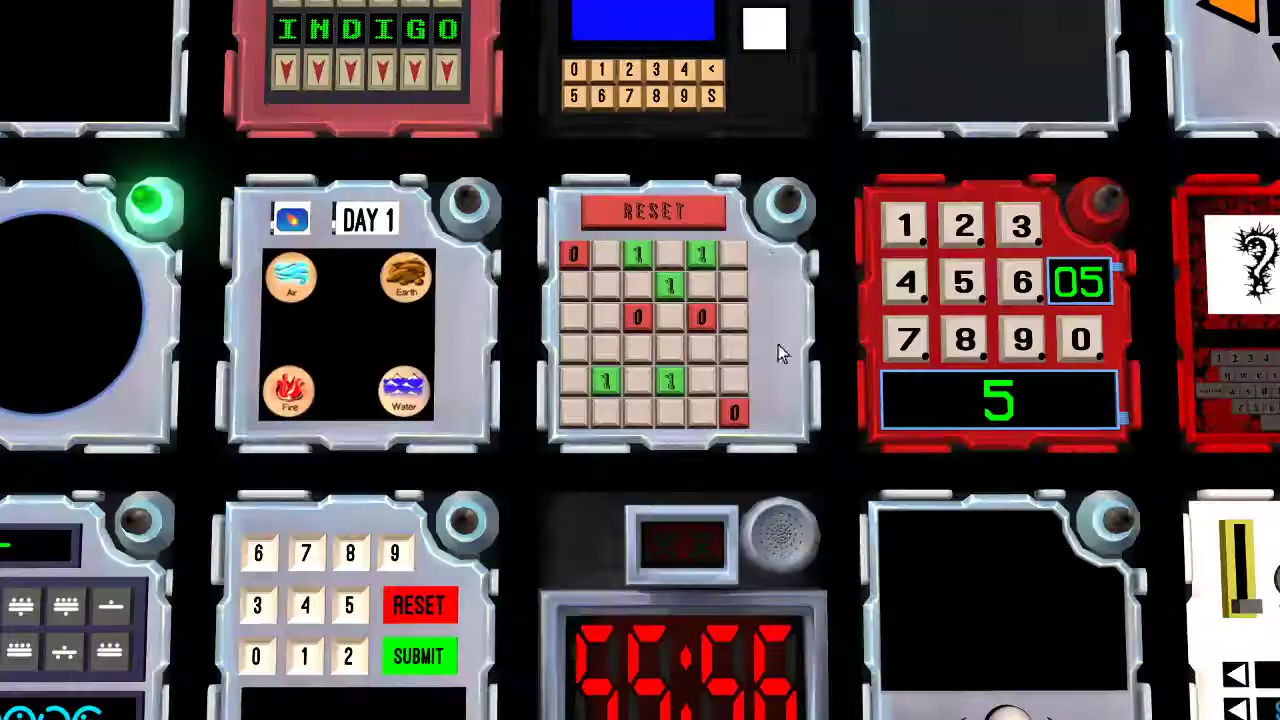 INDIGO
0 1 2 3 4 <
5 6 7 8 9 S
DAY 1
Air
Earth
Fire
Water
RESET
0 1 1
1
0 0
1 1
0
1 2 3
4 5 6 05
7 8 9 0
5
?
6 7 8 9
3 4 5 RESET
0 1 2 SUBMIT